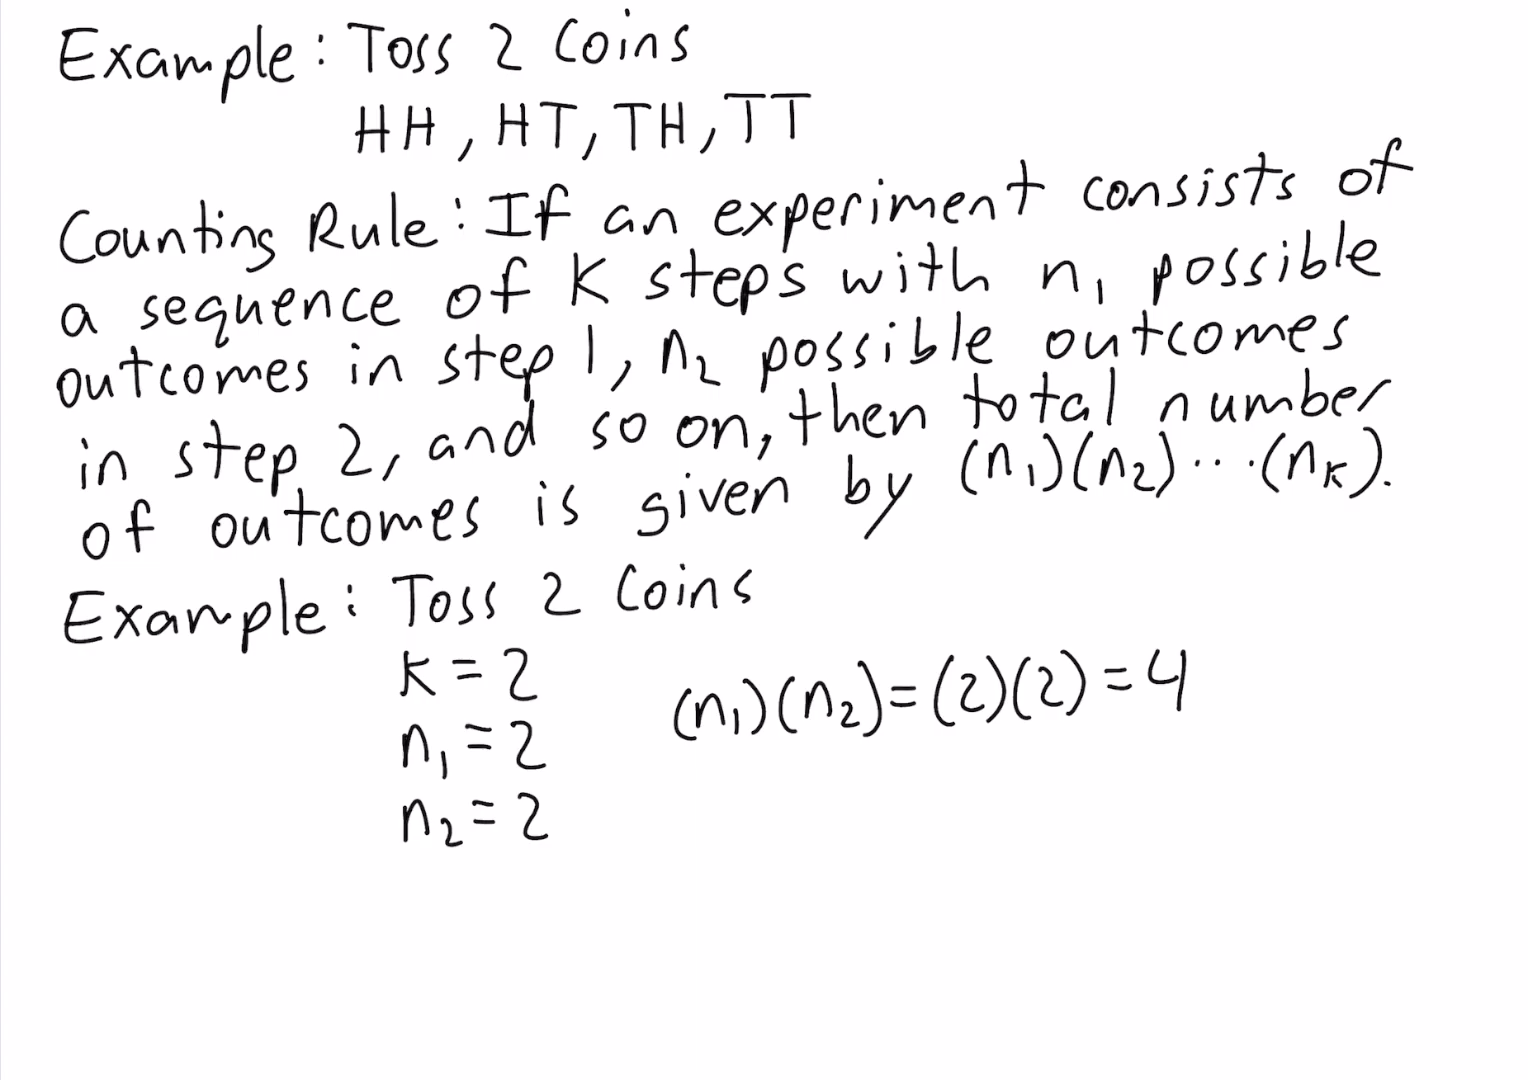 Example: Toss 2 Coins
HH, HT, TH, TT
Counting Rule: If an experiment consists of
a sequence of K steps with n₁ possible
outcomes in step 1, n₂ possible outcomes
in step 2, and so on, then total number
of outcomes is given by (n₁)(n₂)···(nₖ).
Example: Toss 2 Coins
K = 2
(n₁)(n₂) = (2)(2) = 4
n₁ = 2
n₂ = 2